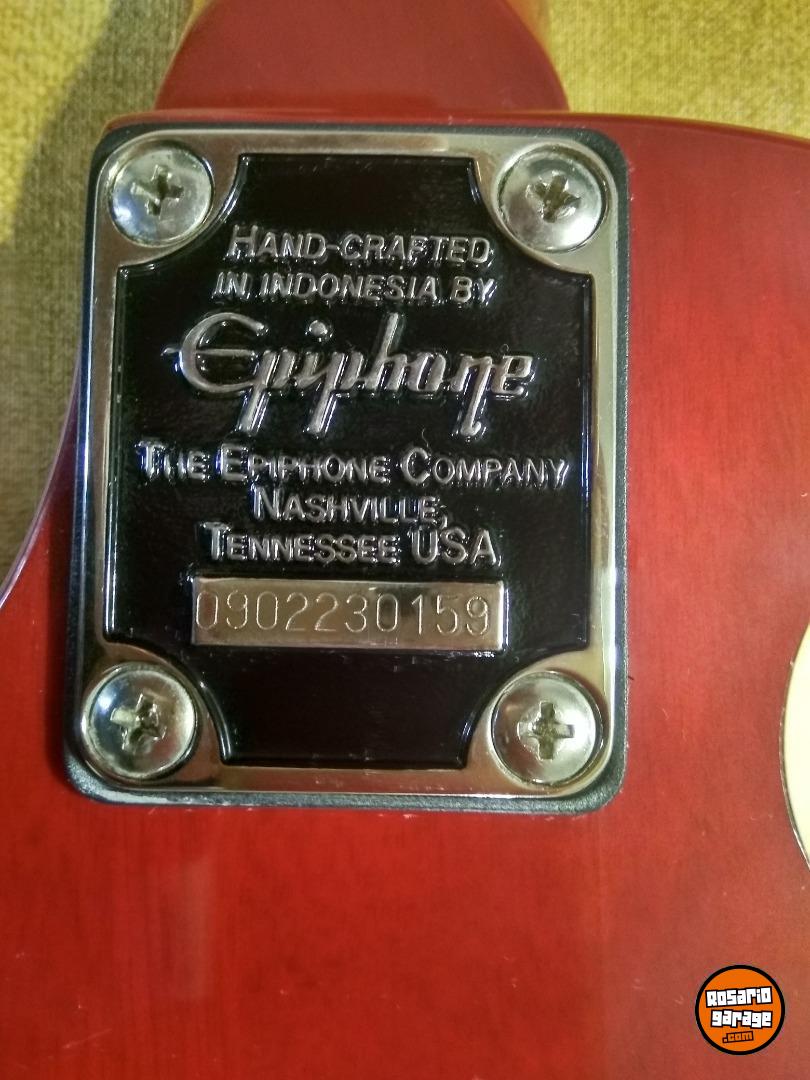 HAND-CRAFTED
IN INDONESIA BY
Epiphone
THE EPIPHONE COMPANY
NASHVILLE,
TENNESSEE USA
0902230159
Rosario
garage
.com